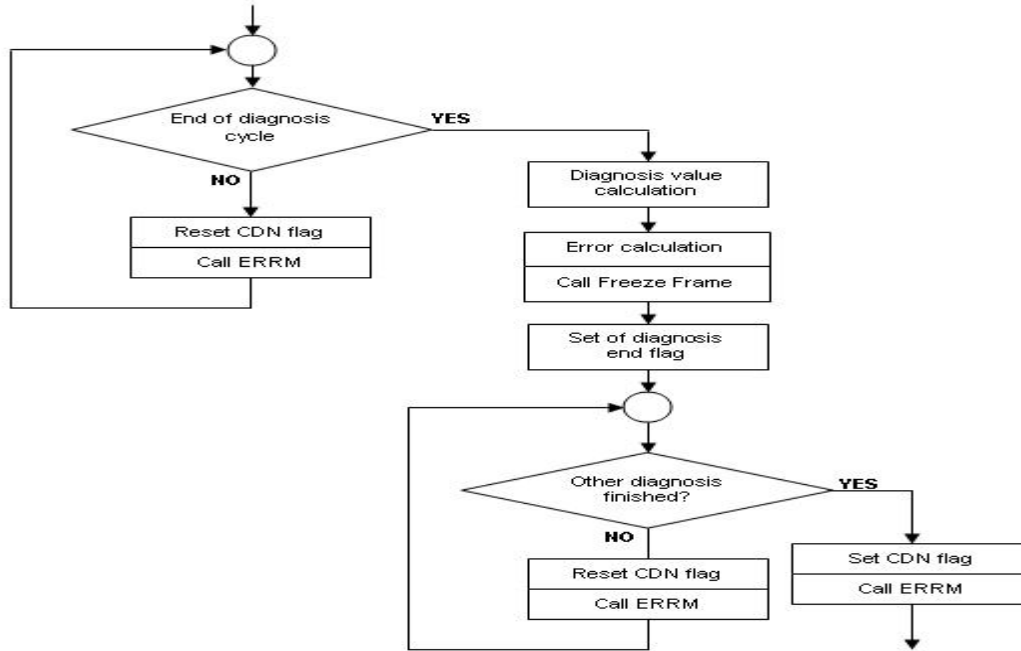 End of diagnosis
cycle
YES
NO
Reset CDN flag
Call ERRM
Diagnosis value
calculation
Error calculation
Call Freeze Frame
Set of diagnosis
end flag
Other diagnosis
finished?
YES
NO
Reset CDN flag
Call ERRM
Set CDN flag
Call ERRM